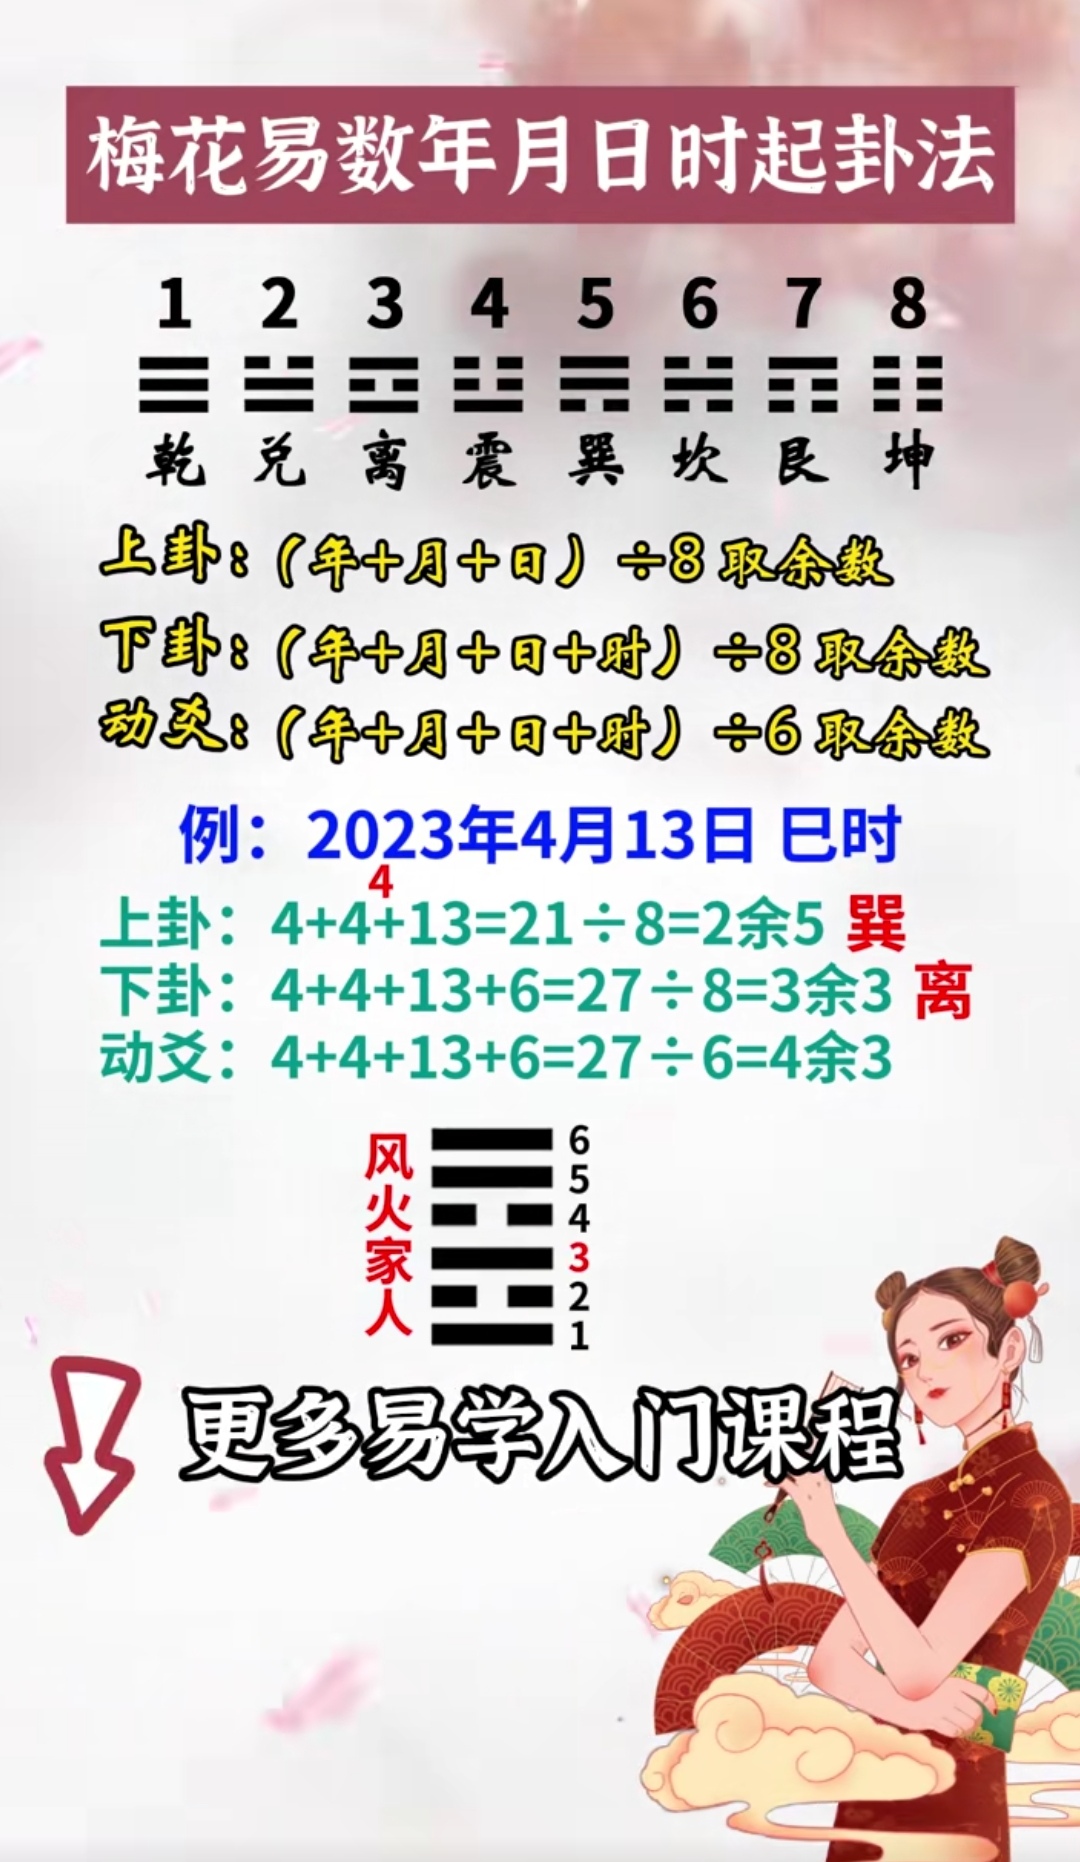 梅花易数年月日时起卦法
1 2 3 4 5 6 7 8
乾 兑 离 震 巽 坎 艮 坤
上卦：（年+月+日）÷8 取余数
下卦：（年+月+日+时）÷8 取余数
动爻：（年+月+日+时）÷6 取余数
例：2023年4月13日 巳时
4
上卦：4+4+13=21÷8=2余5 巽
下卦：4+4+13+6=27÷8=3余3 离
动爻：4+4+13+6=27÷6=4余3
风火家人
6
5
4
3
2
1
更多易学入门课程